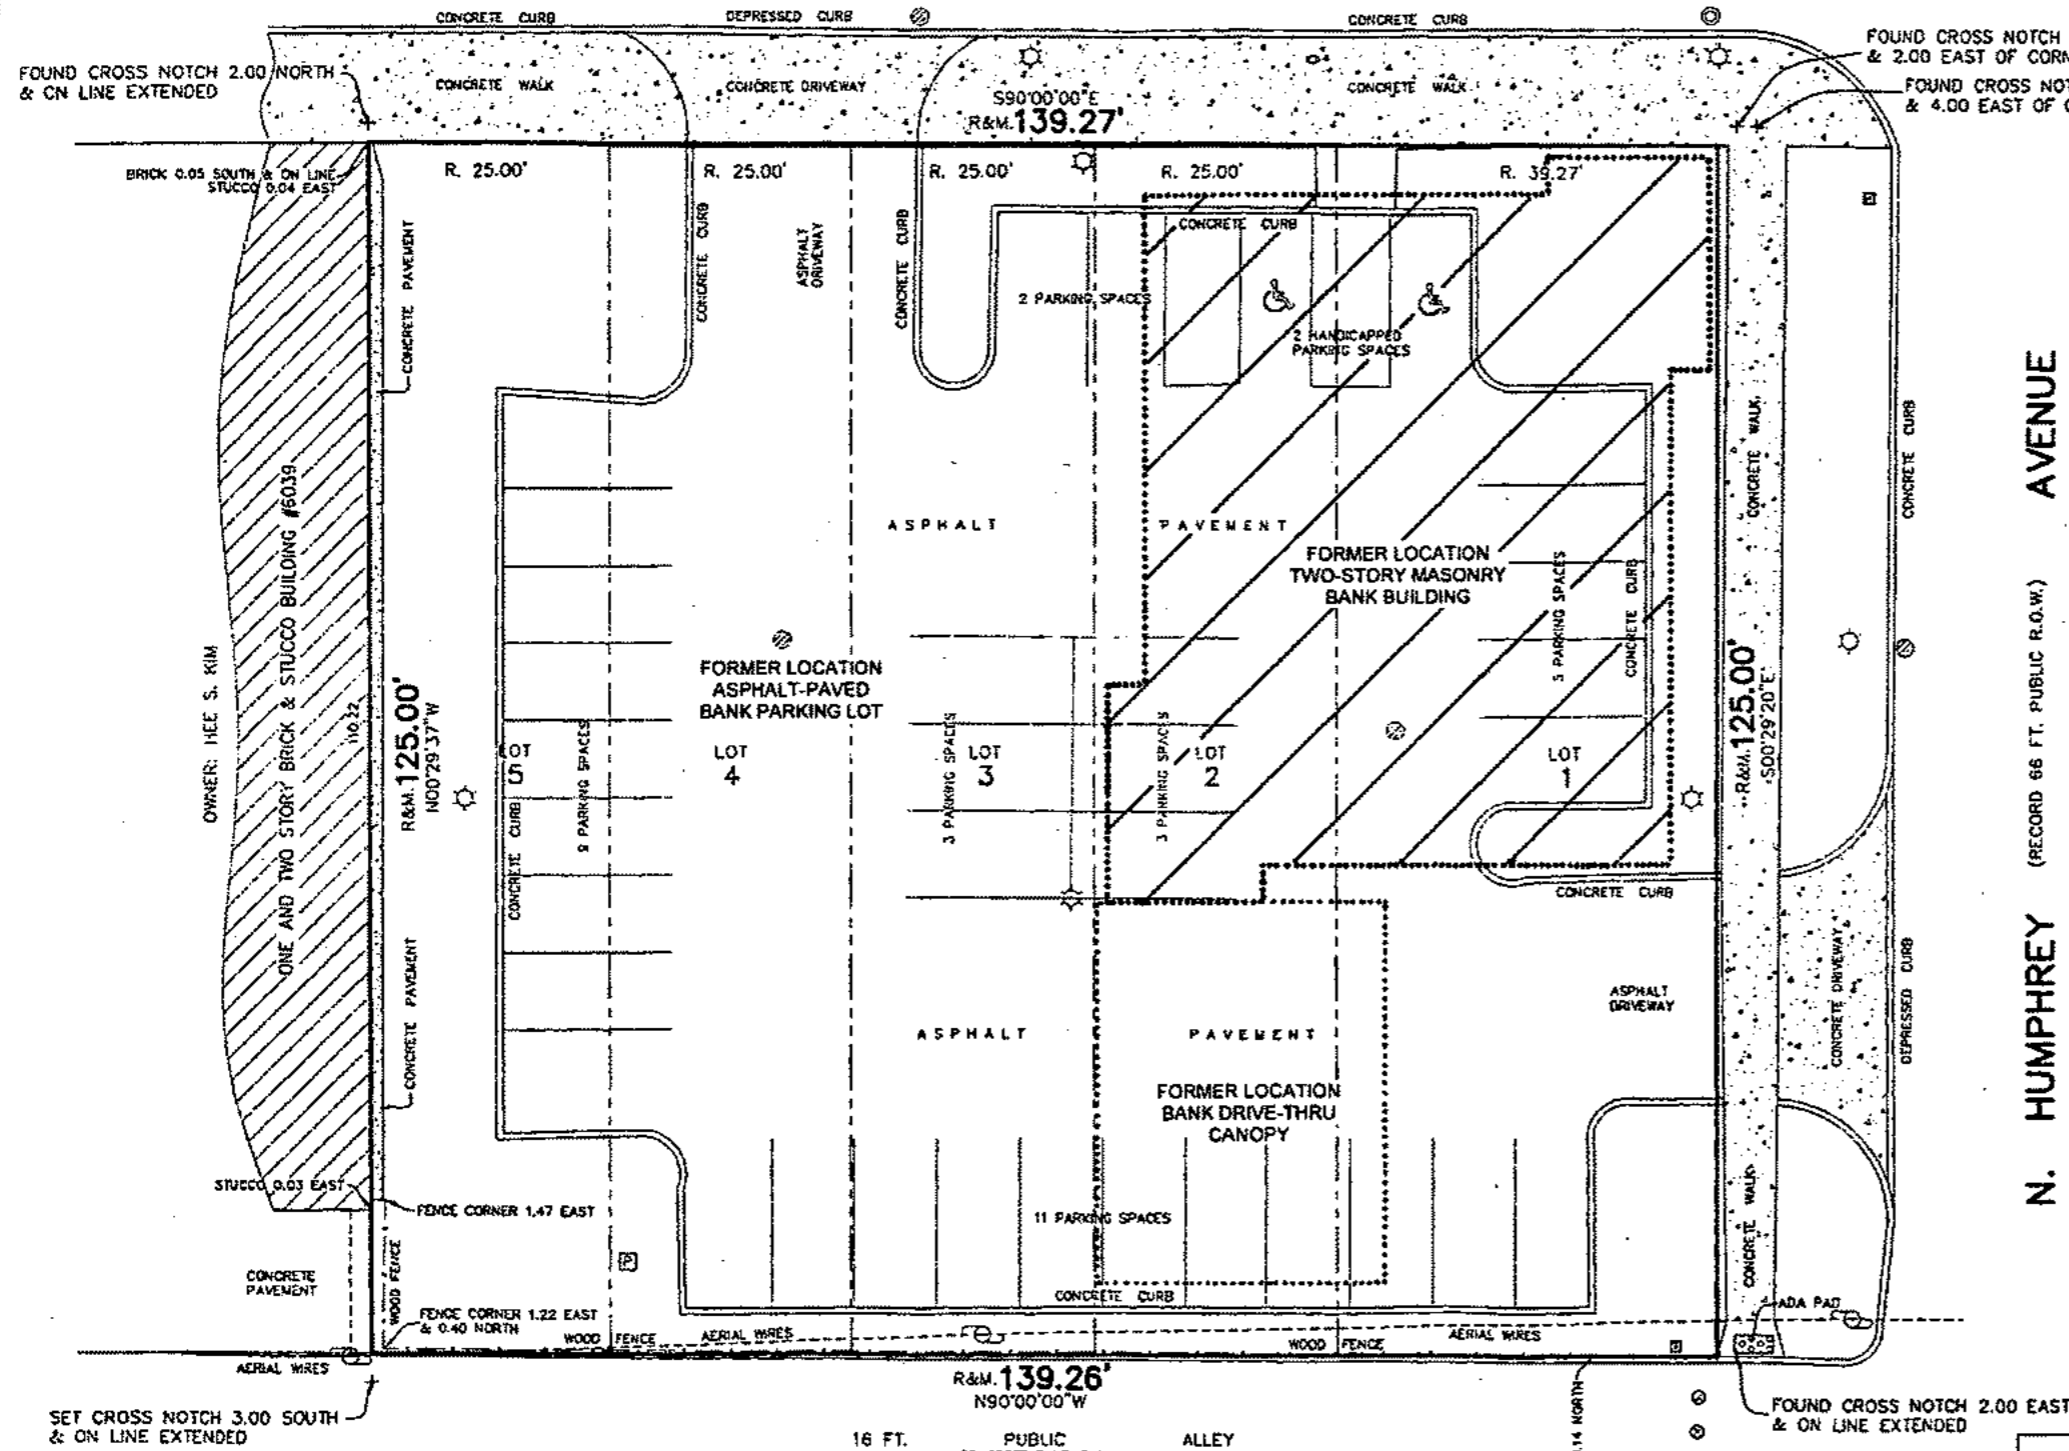 CONCRETE CURB
DEPRESSED CURB
CONCRETE CURB
FOUND CROSS NOTCH
& 2.00 EAST OF CORN
FOUND CROSS NOT
& 4.00 EAST OF
FOUND CROSS NOTCH 2.00 NORTH
& ON LINE EXTENDED
CONCRETE WALK
CONCRETE DRIVEWAY
CONCRETE WALK
S90°00'00"E
R&M. 139.27'
BRICK 0.05 SOUTH & ON LINE
STUCCO 0.04 EAST
R. 25.00'
R. 25.00'
R. 25.00'
R. 25.00'
R. 39.27'
CONCRETE PAVEMENT
CONCRETE CURB
ASPHALT
DRIVEWAY
CONCRETE CURB
CONCRETE CURB
2 PARKING SPACES
2 HANDICAPPED
PARKING SPACES
CONCRETE WALK
CONCRETE CURB
AVENUE
ASPHALT
PAVEMENT
FORMER LOCATION
TWO-STORY MASONRY
BANK BUILDING
5 PARKING SPACES
CONCRETE CURB
(RECORD 66 FT. PUBLIC R.O.W.)
OWNER: HEE S. KIM
ONE AND TWO STORY BRICK & STUCCO BUILDING #6039
110.22
R&M. 125.00'
N00°29'37"W
FORMER LOCATION
ASPHALT-PAVED
BANK PARKING LOT
LOT
5
9 PARKING SPACES
LOT
4
3 PARKING SPACES
LOT
3
3 PARKING SPACES
LOT
2
LOT
1
R&M. 125.00'
S00°29'20"E
CONCRETE CURB
CONCRETE CURB
CONCRETE PAVEMENT
ASPHALT
PAVEMENT
ASPHALT
DRIVEWAY
CONCRETE DRIVEWAY
DEPRESSED CURB
N. HUMPHREY
FORMER LOCATION
BANK DRIVE-THRU
CANOPY
STUCCO 0.03 EAST
FENCE CORNER 1.47 EAST
11 PARKING SPACES
CONCRETE WALK
CONCRETE
PAVEMENT
WOOD FENCE
P
CONCRETE CURB
ADA PAD
FENCE CORNER 1.22 EAST
& 0.40 NORTH
WOOD FENCE
AERIAL WIRES
WOOD FENCE
AERIAL WIRES
AERIAL WIRES
R&M. 139.26'
N90°00'00"W
SET CROSS NOTCH 3.00 SOUTH
& ON LINE EXTENDED
.14 NORTH
FOUND CROSS NOTCH 2.00 EAST
& ON LINE EXTENDED
16 FT. PUBLIC ALLEY